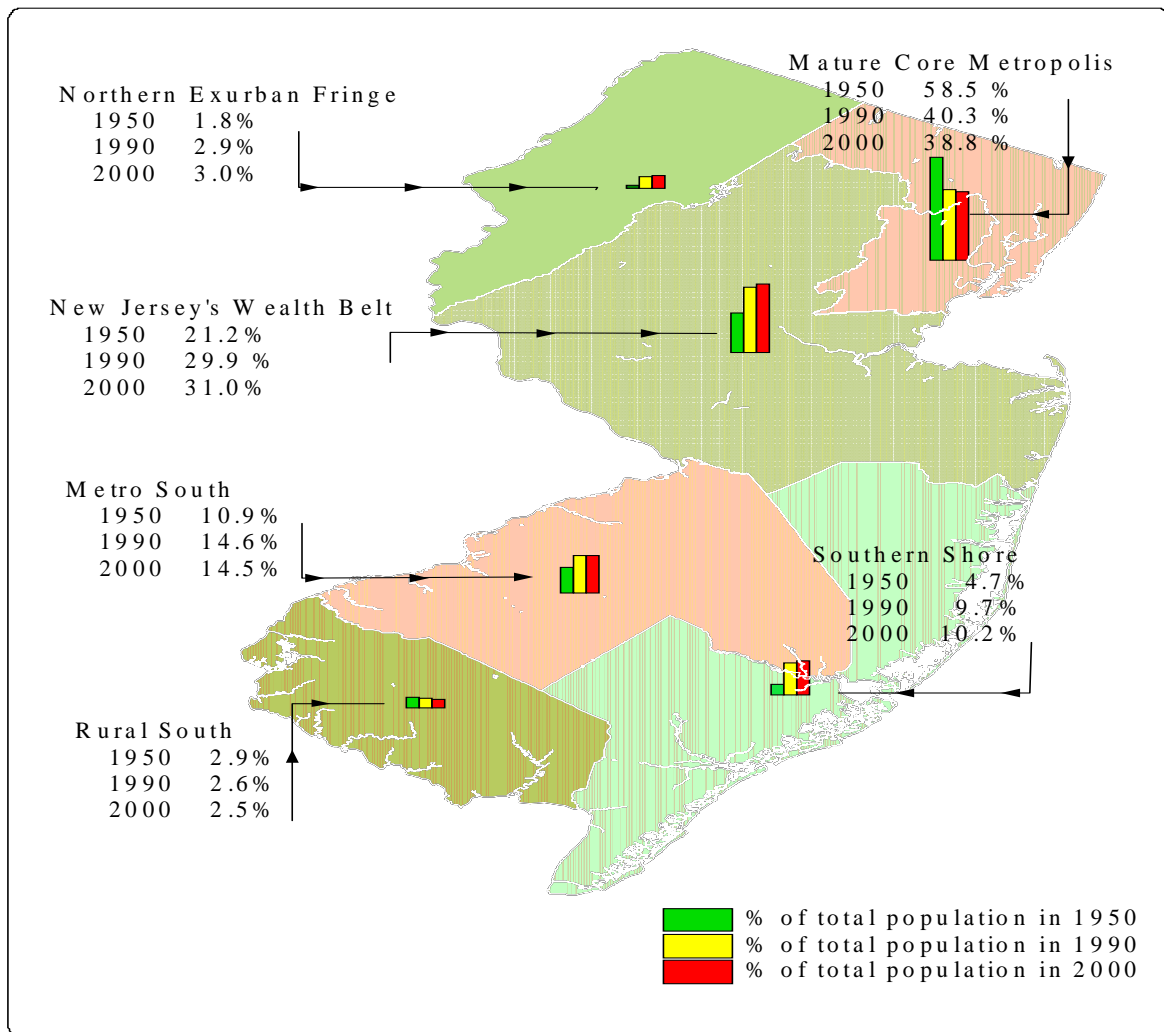 Northern Exurban Fringe
1950 1.8%
1990 2.9%
2000 3.0%
Mature Core Metropolis
1950 58.5 %
1990 40.3 %
2000 38.8 %
New Jersey's Wealth Belt
1950 21.2%
1990 29.9 %
2000 31.0%
Metro South
1950 10.9%
1990 14.6%
2000 14.5%
Southern Shore
1950 4.7%
1990 9.7%
2000 10.2%
Rural South
1950 2.9%
1990 2.6%
2000 2.5%
% of total population in 1950
% of total population in 1990
% of total population in 2000